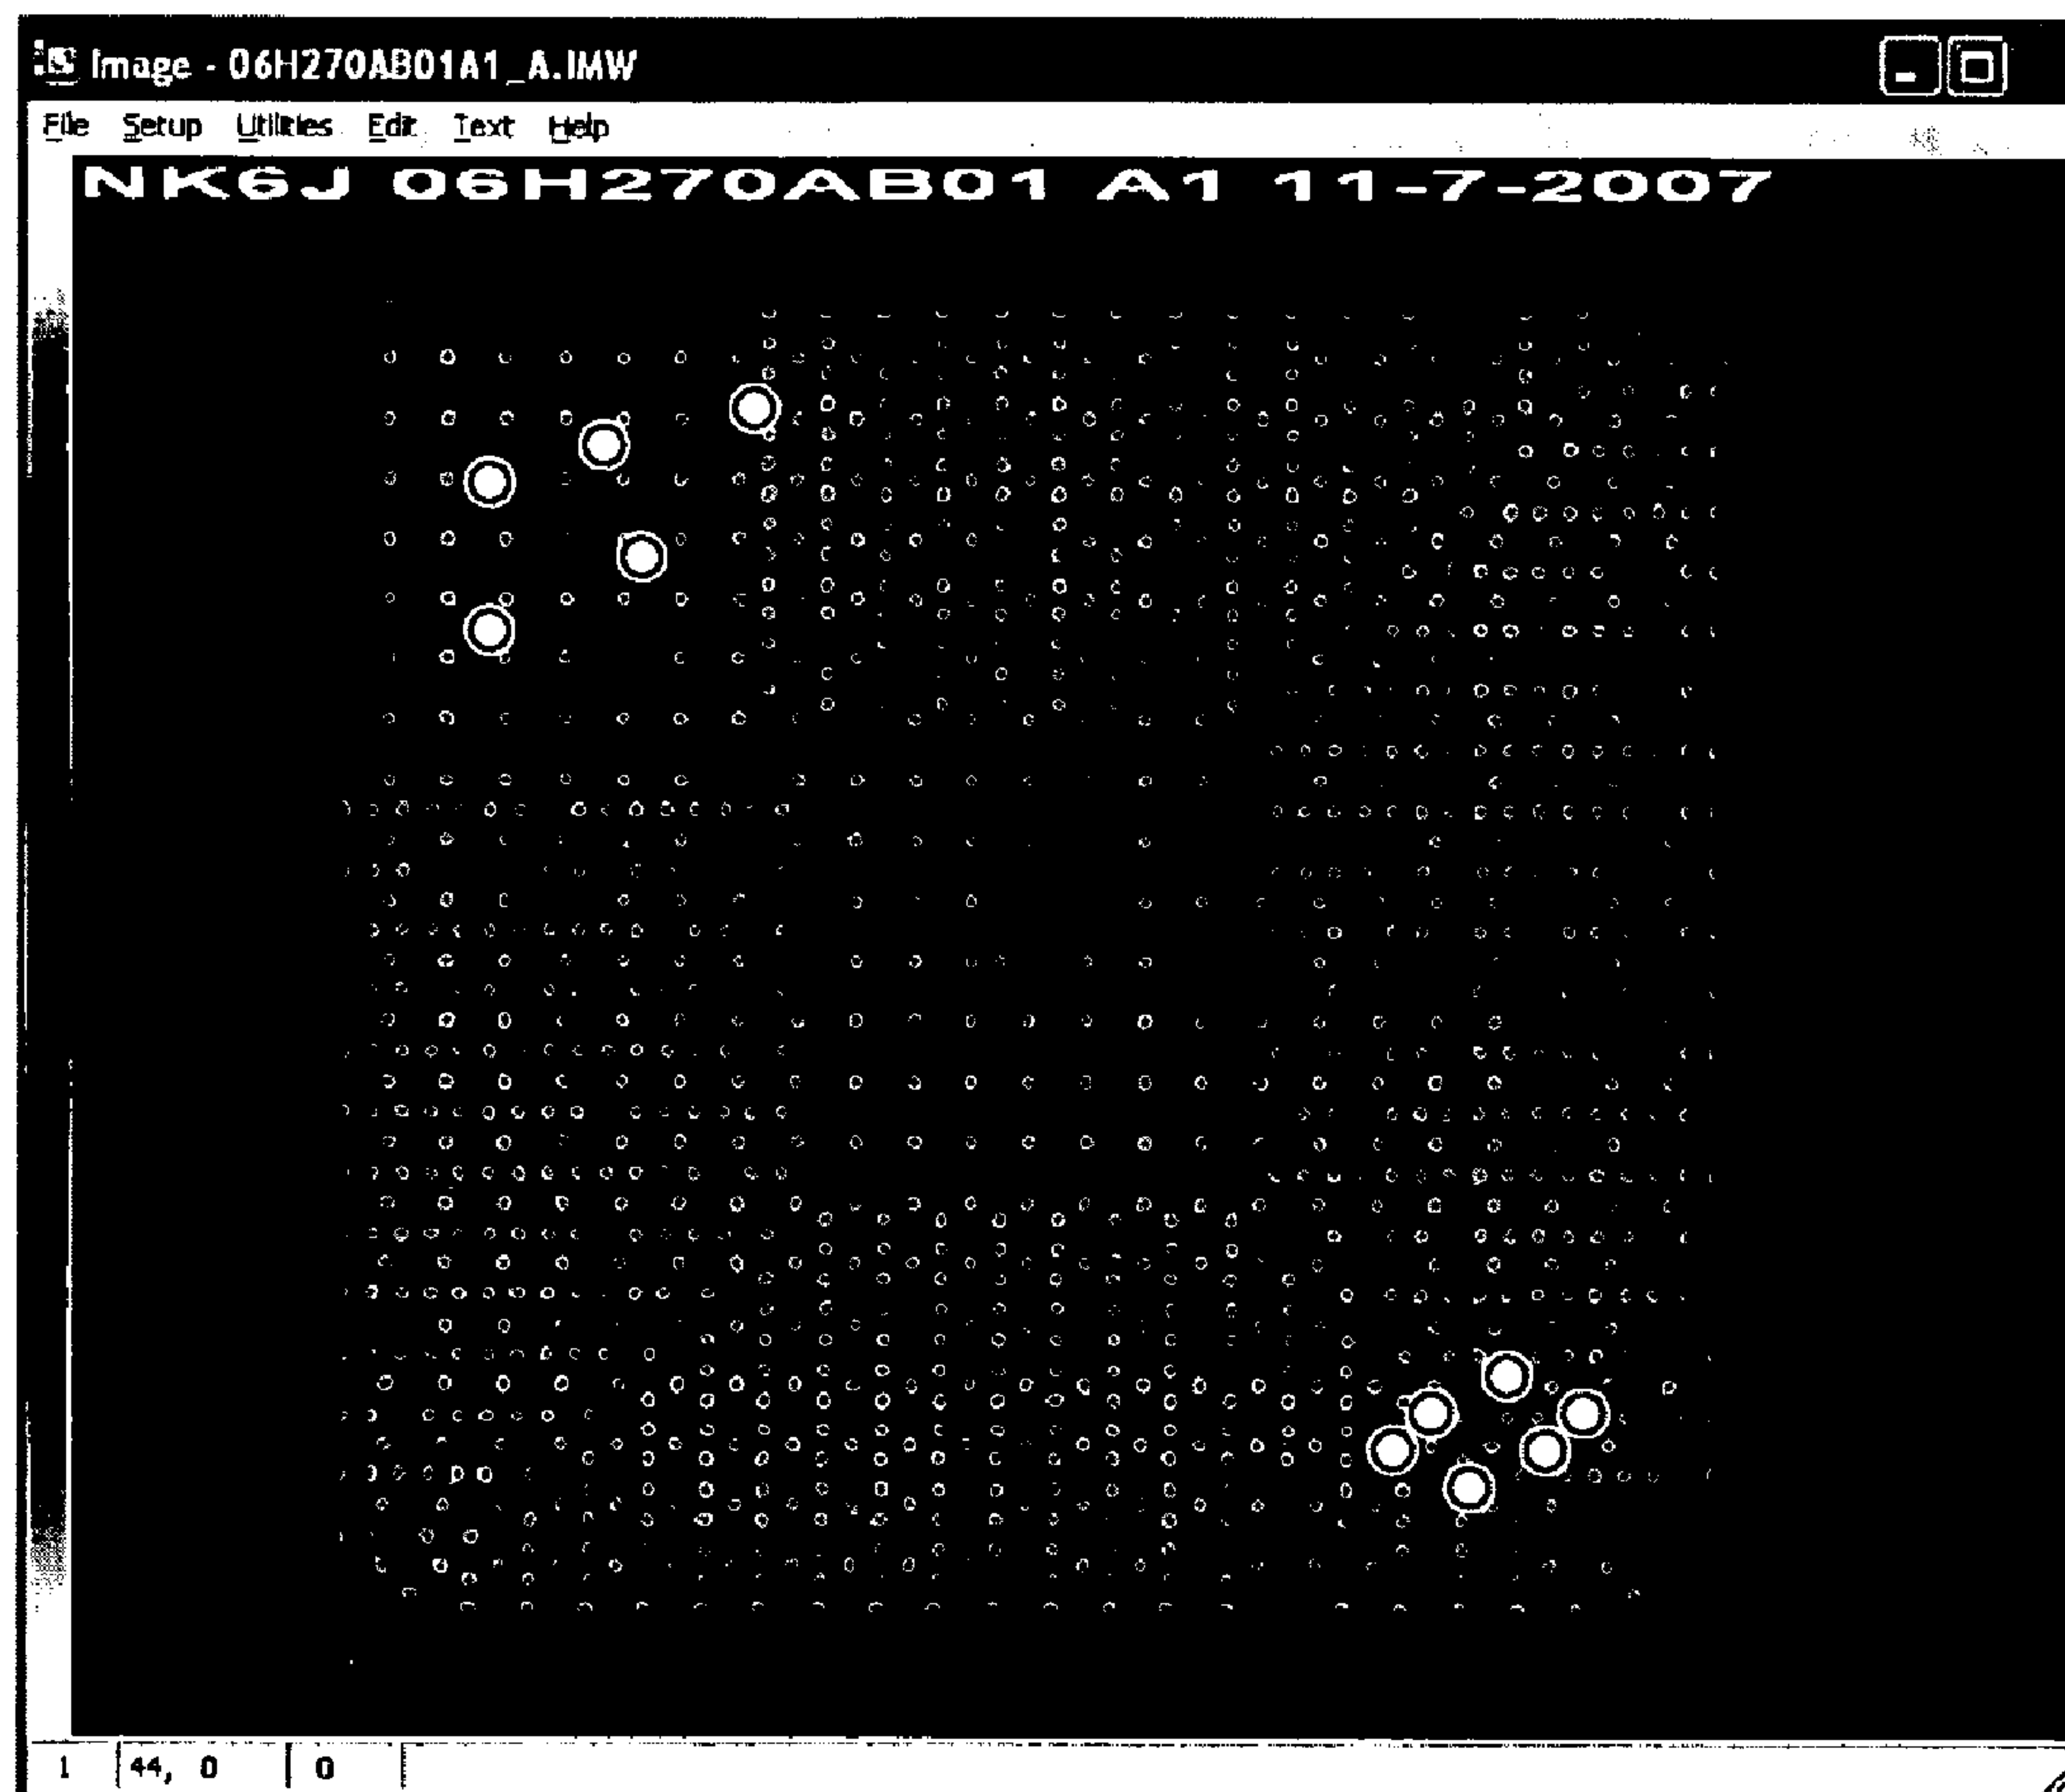 Image - 06H270AB01A1_A.IMW
File Setup Utilities Edit Text Help
NK6J 06H270AB01 A1 11-7-2007
1 44, 0 0